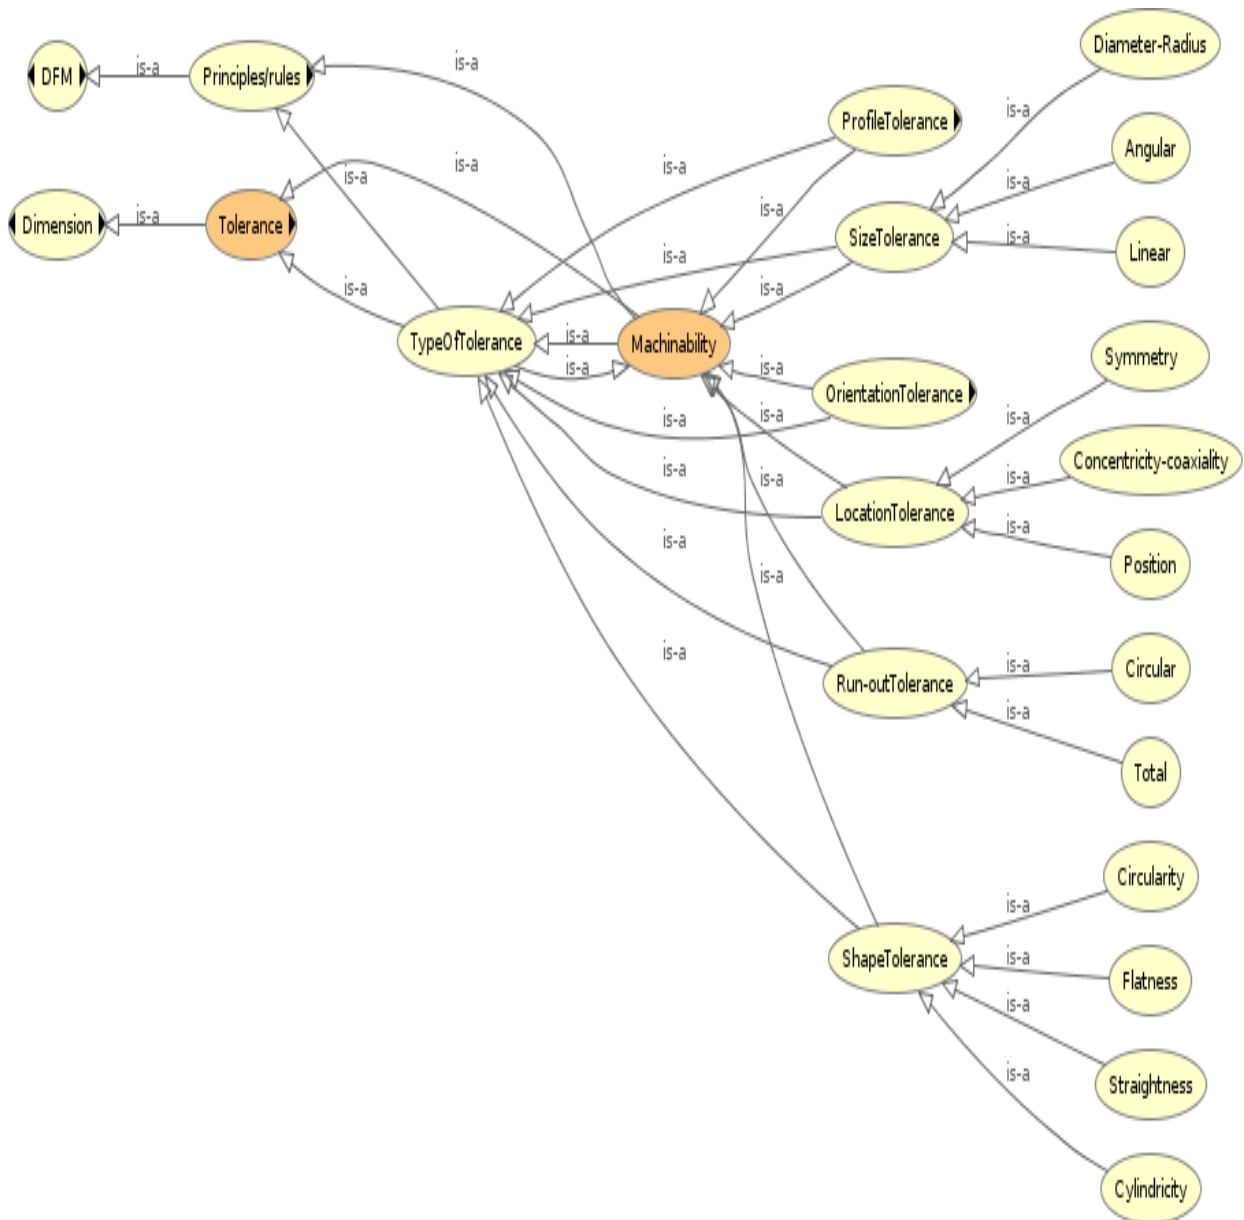 Diameter-Radius
is-a
DFM
is-a
Principles/rules
is-a
ProfileTolerance
is-a
Angular
is-a
is-a
is-a
is-a
is-a
Dimension
is-a
Tolerance
SizeTolerance
is-a
Linear
is-a
is-a
is-a
TypeOfTolerance
is-a
Machinability
Symmetry
is-a
is-a
OrientationTolerance
is-a
is-a
is-a
Concentricity-coaxiality
is-a
is-a
is-a
LocationTolerance
is-a
Position
is-a
is-a
is-a
is-a
Circular
Run-outTolerance
is-a
Total
Circularity
is-a
ShapeTolerance
is-a
Flatness
is-a
Straightness
is-a
Cylindricity